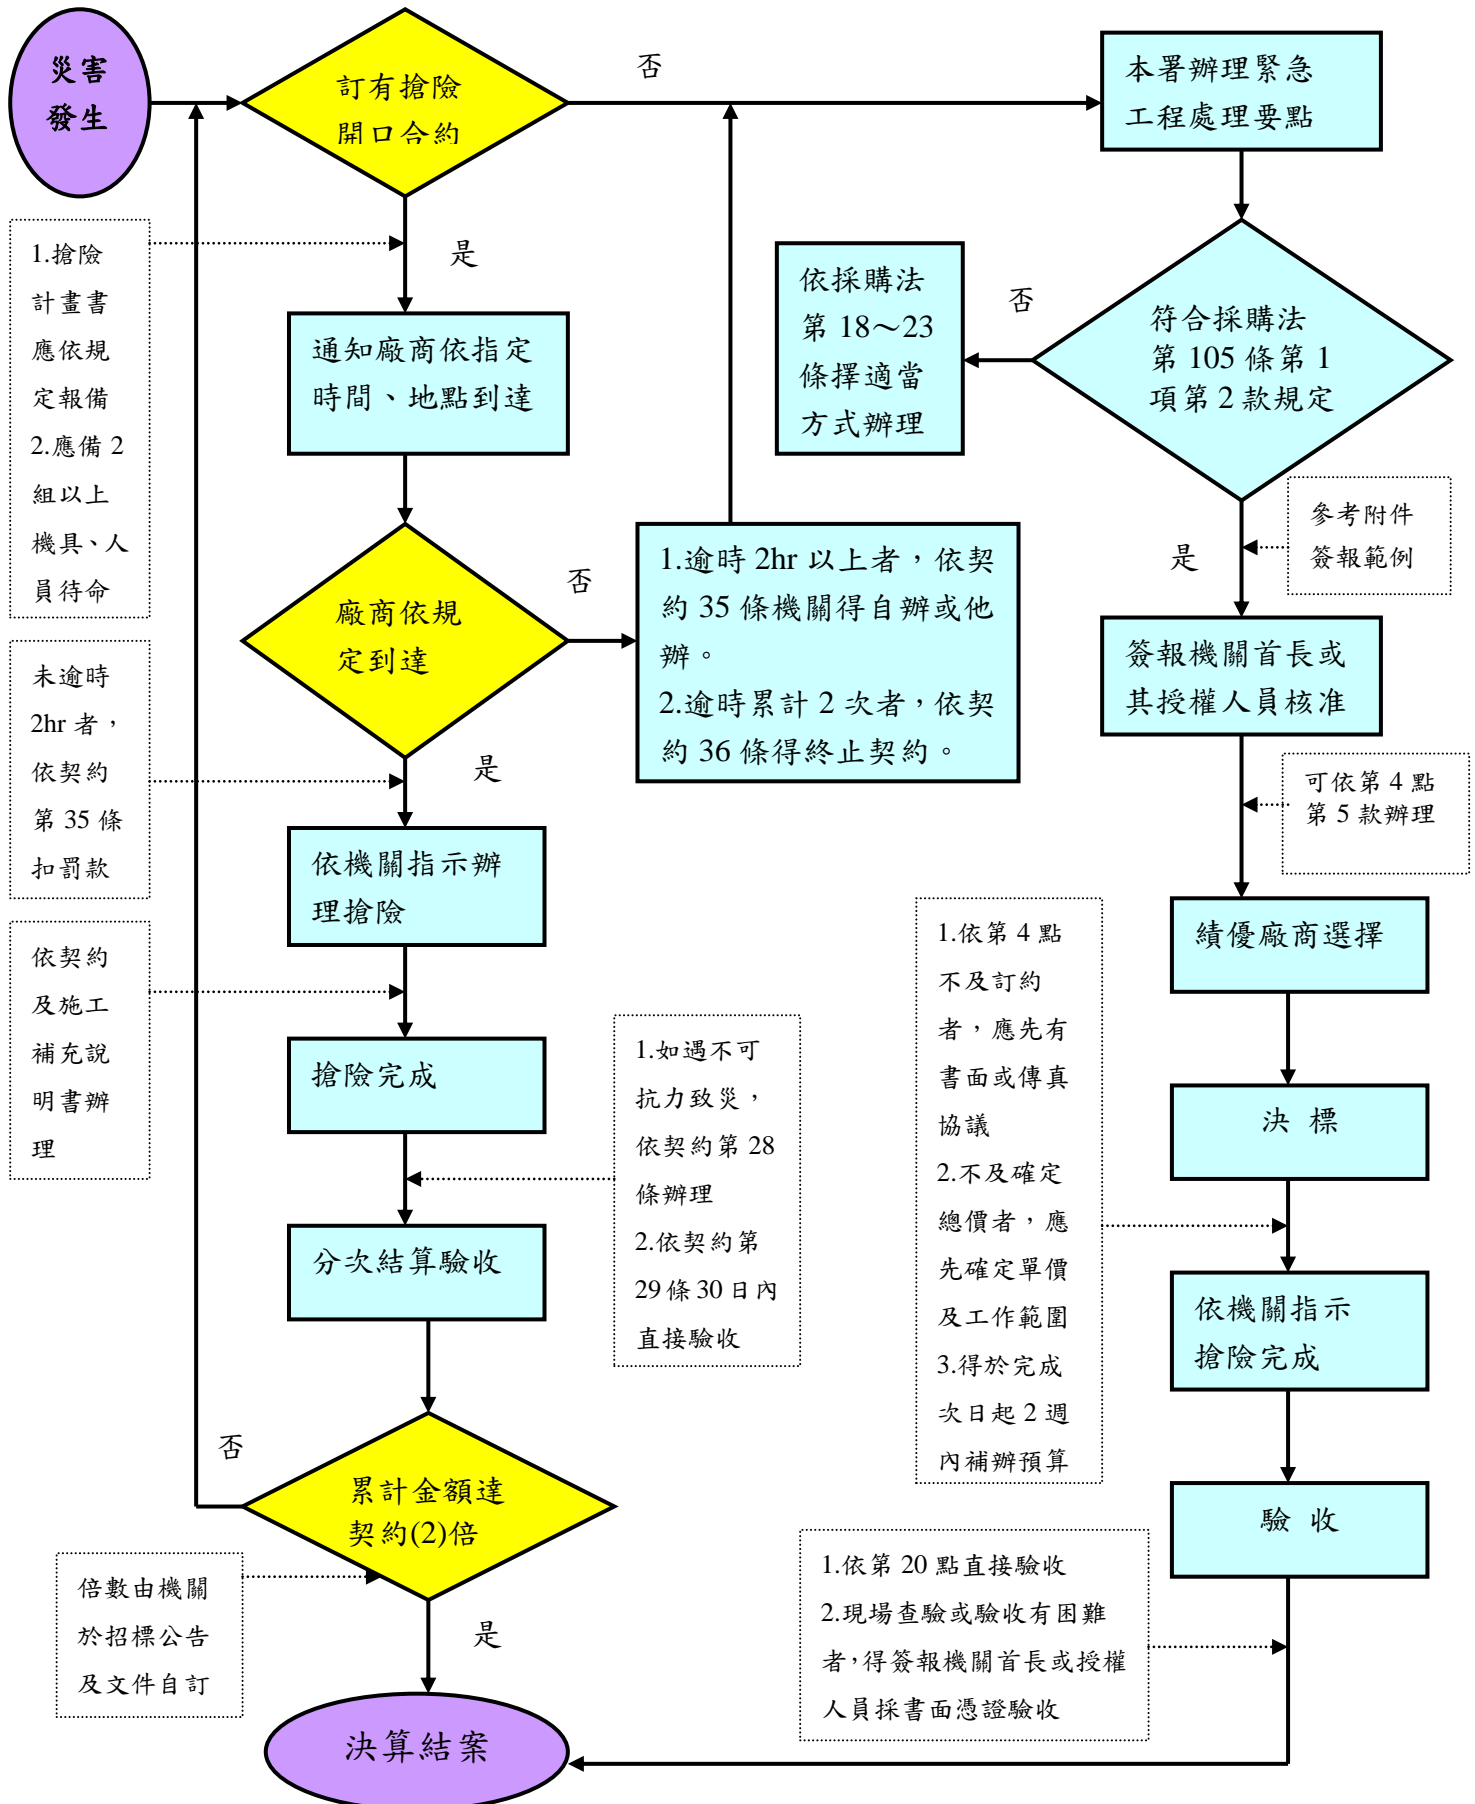 災害
發生
訂有搶險
開口合約
否
本署辦理緊急
工程處理要點
1.搶險
計畫書
應依規
定報備
2.應備 2
組以上
機具、人
員待命
是
通知廠商依指定
時間、地點到達
依採購法
第 18～23
條擇適當
方式辦理
否
符合採購法
第 105 條第 1
項第 2 款規定
參考附件
簽報範例
是
廠商依規
定到達
否
1.逾時 2hr 以上者，依契
約 35 條機關得自辦或他
辦。
2.逾時累計 2 次者，依契
約 36 條得終止契約。
簽報機關首長或
其授權人員核准
未逾時
2hr 者，
依契約
第 35 條
扣罰款
是
可依第 4 點
第 5 款辦理
依機關指示辦
理搶險
績優廠商選擇
依契約
及施工
補充說
明書辦
理
1.依第 4 點
不及訂約
者，應先有
書面或傳真
協議
2.不及確定
總價者，應
先確定單價
及工作範圍
3.得於完成
次日起 2 週
內補辦預算
搶險完成
1.如遇不可
抗力致災，
依契約第 28
條辦理
2.依契約第
29 條 30 日內
直接驗收
決 標
分次結算驗收
依機關指示
搶險完成
否
累計金額達
契約(2)倍
驗 收
倍數由機關
於招標公告
及文件自訂
是
1.依第 20 點直接驗收
2.現場查驗或驗收有困難
者，得簽報機關首長或授權
人員採書面憑證驗收
決算結案